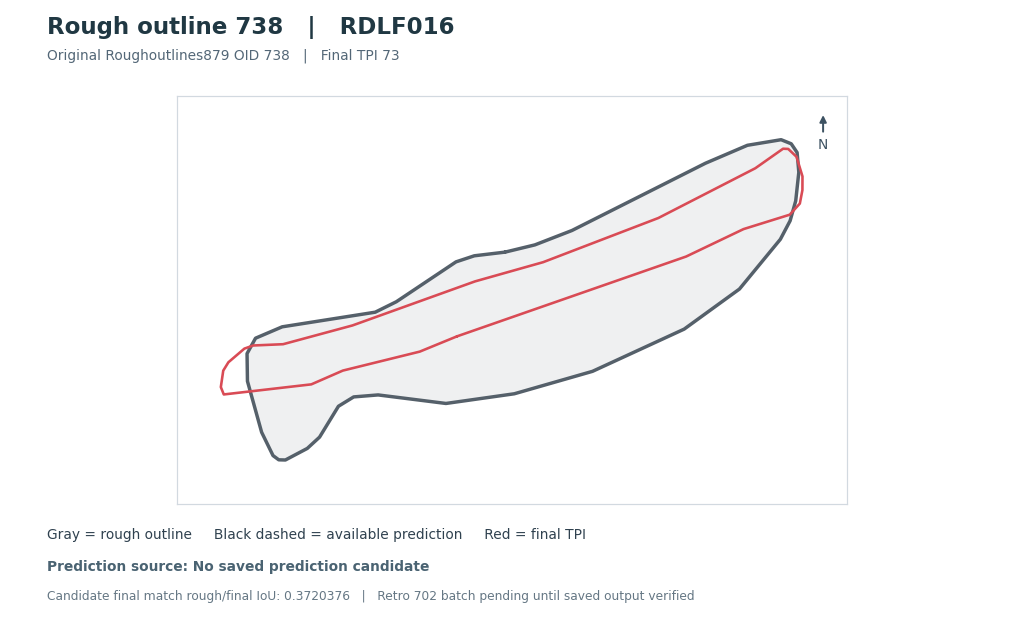 Rough outline 738   |   RDLF016
Original Roughoutlines879 OID 738   |   Final TPI 73
N
Gray = rough outline     Black dashed = available prediction     Red = final TPI
Prediction source: No saved prediction candidate
Candidate final match rough/final IoU: 0.3720376   |   Retro 702 batch pending until saved output verified